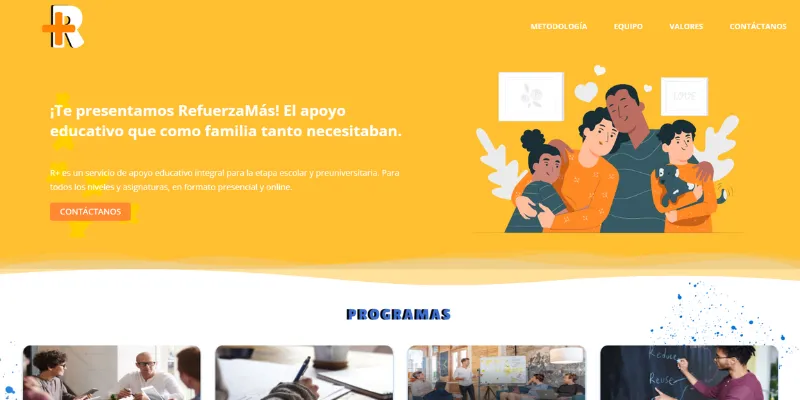 +R
METODOLOGÍA EQUIPO VALORES CONTÁCTANOS
¡Te presentamos RefuerzaMás! El apoyo
educativo que como familia tanto necesitaban.
R+ es un servicio de apoyo educativo integral para la etapa escolar y preuniversitaria. Para
todos los niveles y asignaturas, en formato presencial y online.
CONTÁCTANOS
PROGRAMAS
Reduce
Reuse